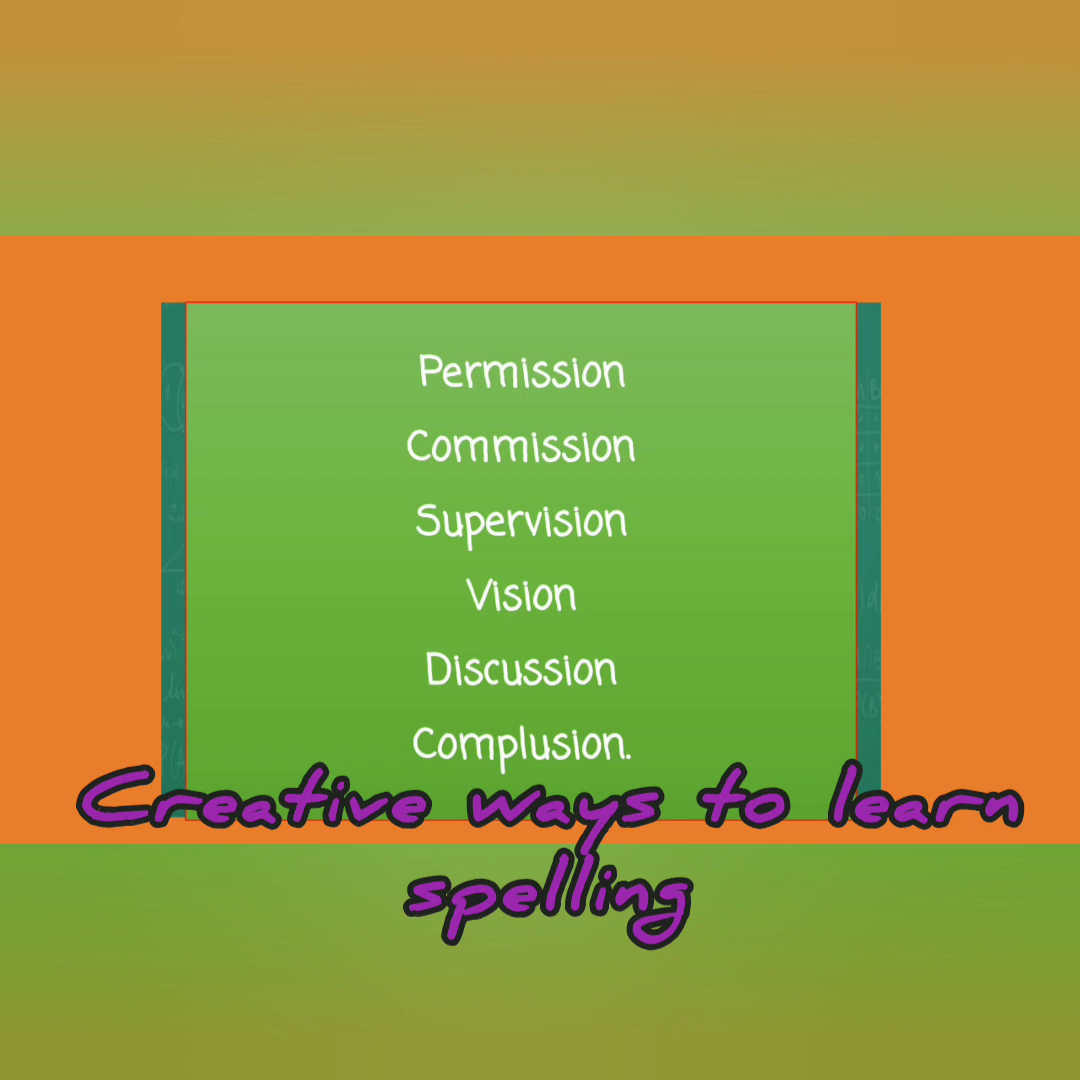 Permission
Commission
Supervision
Vision
Discussion
Complusion.
Creative ways to learn
spelling